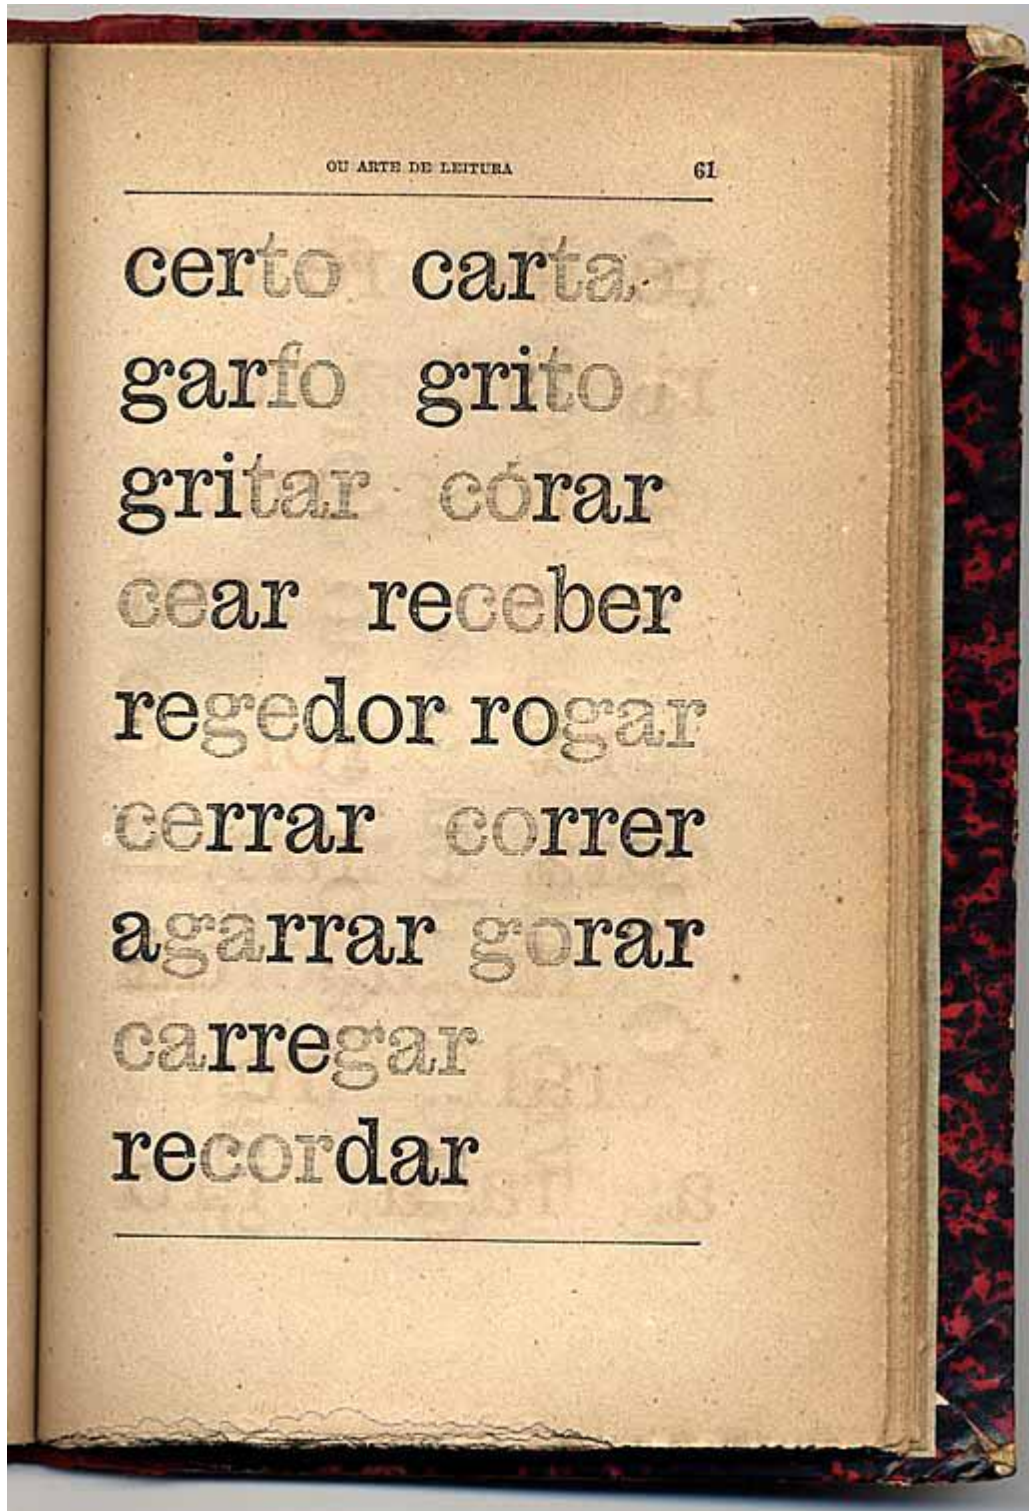 OU ARTE DE LEITURA 61
certo carta
garfo grito
gritar córar
cear receber
regedor rogar
cerrar correr
agarrar gorar
carregar
recordar